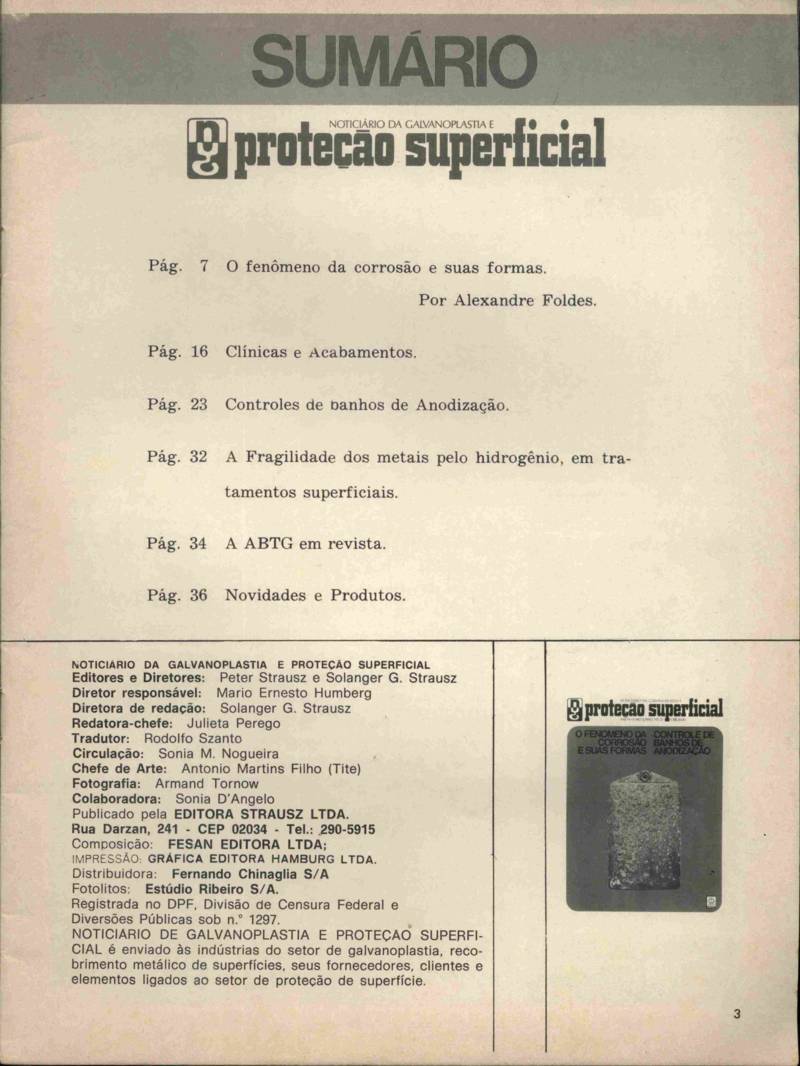 SUMÁRIO
NOTICIÁRIO DA GALVANOPLASTIA E
proteção superficial
Pág. 7 O fenômeno da corrosão e suas formas.
Por Alexandre Foldes.
Pág. 16 Clínicas e Acabamentos.
Pág. 23 Controles de banhos de Anodização.
Pág. 32 A Fragilidade dos metais pelo hidrogênio, em tra-
tamentos superficiais.
Pág. 34 A ABTG em revista.
Pág. 36 Novidades e Produtos.
NOTICIÁRIO DA GALVANOPLASTIA E PROTEÇÃO SUPERFICIAL
Editores e Diretores: Peter Strausz e Solanger G. Strausz
Diretor responsável: Mario Ernesto Humberg
Diretora de redação: Solanger G. Strausz
Redatora-chefe: Julieta Perego
Tradutor: Rodolfo Szanto
Circulação: Sonia M. Nogueira
Chefe de Arte: Antonio Martins Filho (Tite)
Fotografia: Armand Tornow
Colaboradora: Sonia D'Angelo
Publicado pela EDITORA STRAUSZ LTDA.
Rua Darzan, 241 - CEP 02034 - Tel.: 290-5915
Composição: FESAN EDITORA LTDA;
IMPRESSÃO: GRÁFICA EDITORA HAMBURG LTDA.
Distribuidora: Fernando Chinaglia S/A
Fotolitos: Estúdio Ribeiro S/A.
Registrada no DPF, Divisão de Censura Federal e
Diversões Públicas sob n.º 1297.
NOTICIÁRIO DE GALVANOPLASTIA E PROTEÇÃO SUPERFI-
CIAL é enviado às indústrias do setor de galvanoplastia, reco-
brimento metálico de superfícies, seus fornecedores, clientes e
elementos ligados ao setor de proteção de superfície.
proteção superficial
O FENOMENO DA CONTROLE DE
CORROSÃO BANHOS DE
E SUAS FORMAS ANODIZAÇÃO
3